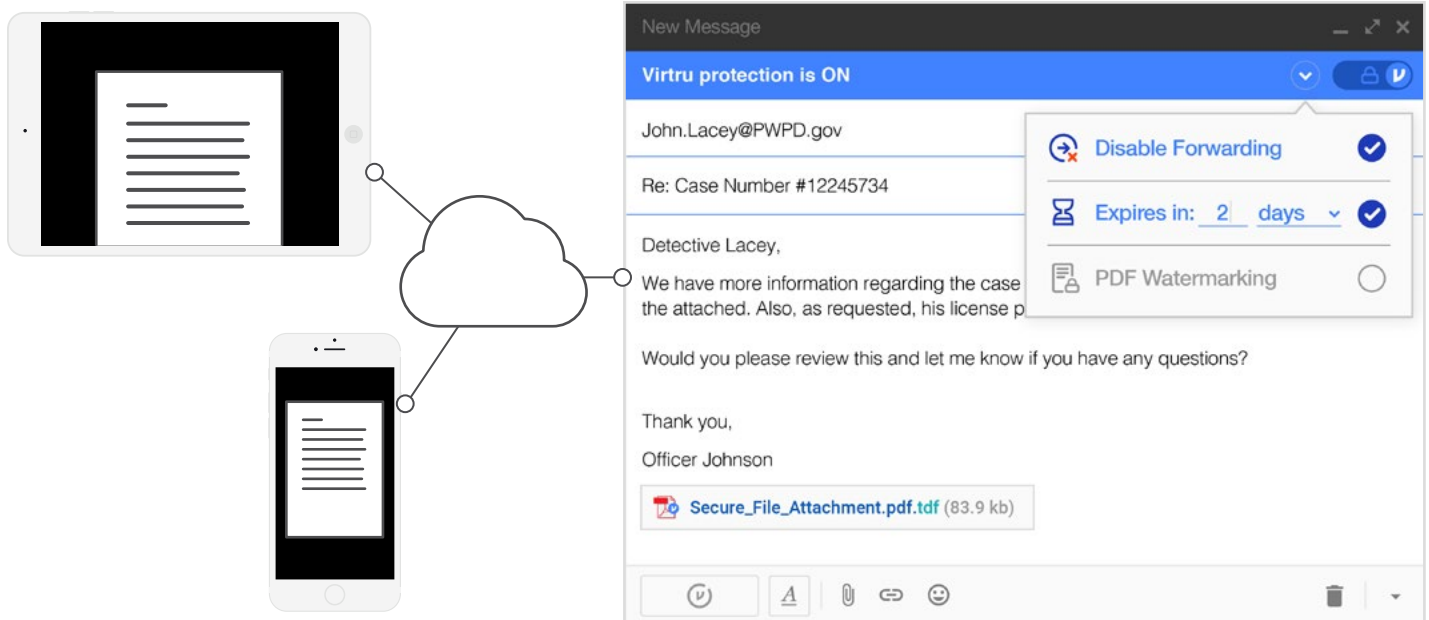 New Message
Virtru protection is ON
John.Lacey@PWPD.gov
Re: Case Number #12245734
Disable Forwarding
Expires in: 2 days
PDF Watermarking
Detective Lacey,
We have more information regarding the case
the attached. Also, as requested, his license p
Would you please review this and let me know if you have any questions?
Thank you,
Officer Johnson
Secure_File_Attachment.pdf.tdf (83.9 kb)
A